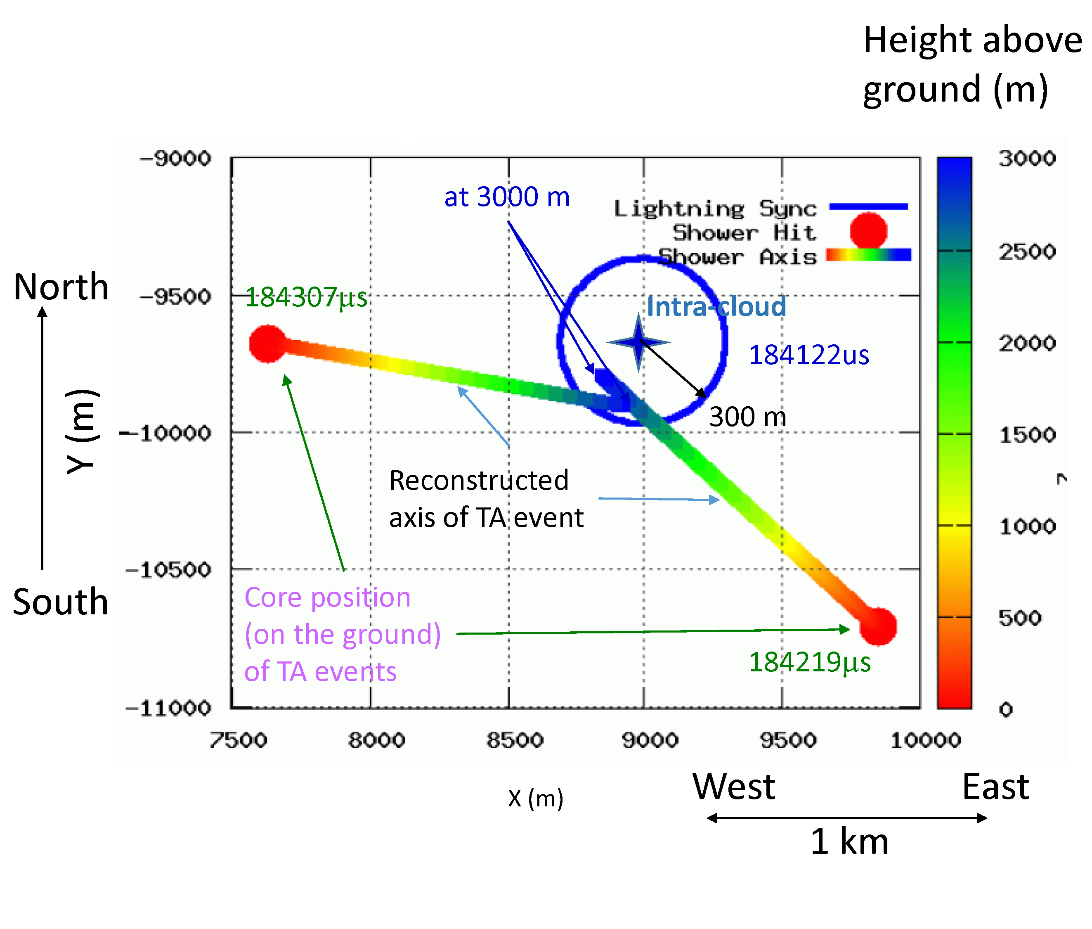 Height above
ground (m)
-9000
3000
at 3000 m
Lightning Sync
Shower Hit
Shower Axis
2500
North
184307µs
-9500
Intra-cloud
2000
184122us
300 m
Y (m)
-10000
1500
Reconstructed
axis of TA event
1000
-10500
South
Core position
(on the ground)
of TA events
500
184219µs
-11000
0
7500
8000
8500
9000
9500
10000
X (m)
West
East
1 km